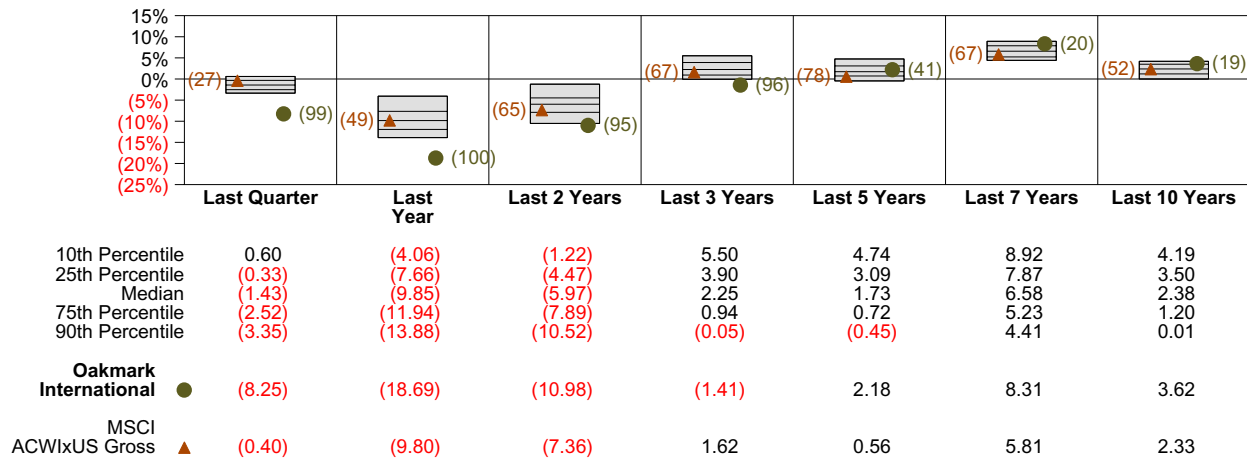 15%
10%
5%
0%
(5%)
(10%)
(15%)
(20%)
(25%)
(27)
(99)
(49)
(100)
(65)
(95)
(67)
(96)
(78)
(41)
(67)
(20)
(52)
(19)
Last Quarter
Last
Year
Last 2 Years
Last 3 Years
Last 5 Years
Last 7 Years
Last 10 Years
10th Percentile 0.60 (4.06) (1.22) 5.50 4.74 8.92 4.19
25th Percentile (0.33) (7.66) (4.47) 3.90 3.09 7.87 3.50
Median (1.43) (9.85) (5.97) 2.25 1.73 6.58 2.38
75th Percentile (2.52) (11.94) (7.89) 0.94 0.72 5.23 1.20
90th Percentile (3.35) (13.88) (10.52) (0.05) (0.45) 4.41 0.01
Oakmark
International (8.25) (18.69) (10.98) (1.41) 2.18 8.31 3.62
MSCI
ACWIxUS Gross (0.40) (9.80) (7.36) 1.62 0.56 5.81 2.33